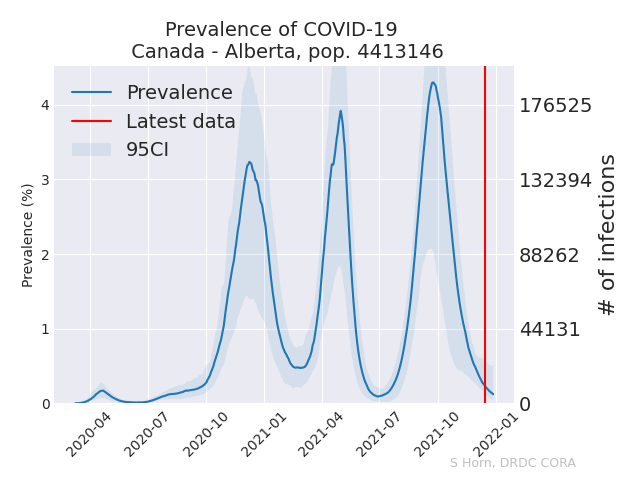 Prevalence of COVID-19
Canada - Alberta, pop. 4413146
Prevalence
Latest data
95CI
Prevalence (%)
4
3
2
1
0
176525
132394
88262
44131
0
# of infections
2020-04
2020-07
2020-10
2021-01
2021-04
2021-07
2021-10
2022-01
S Horn, DRDC CORA